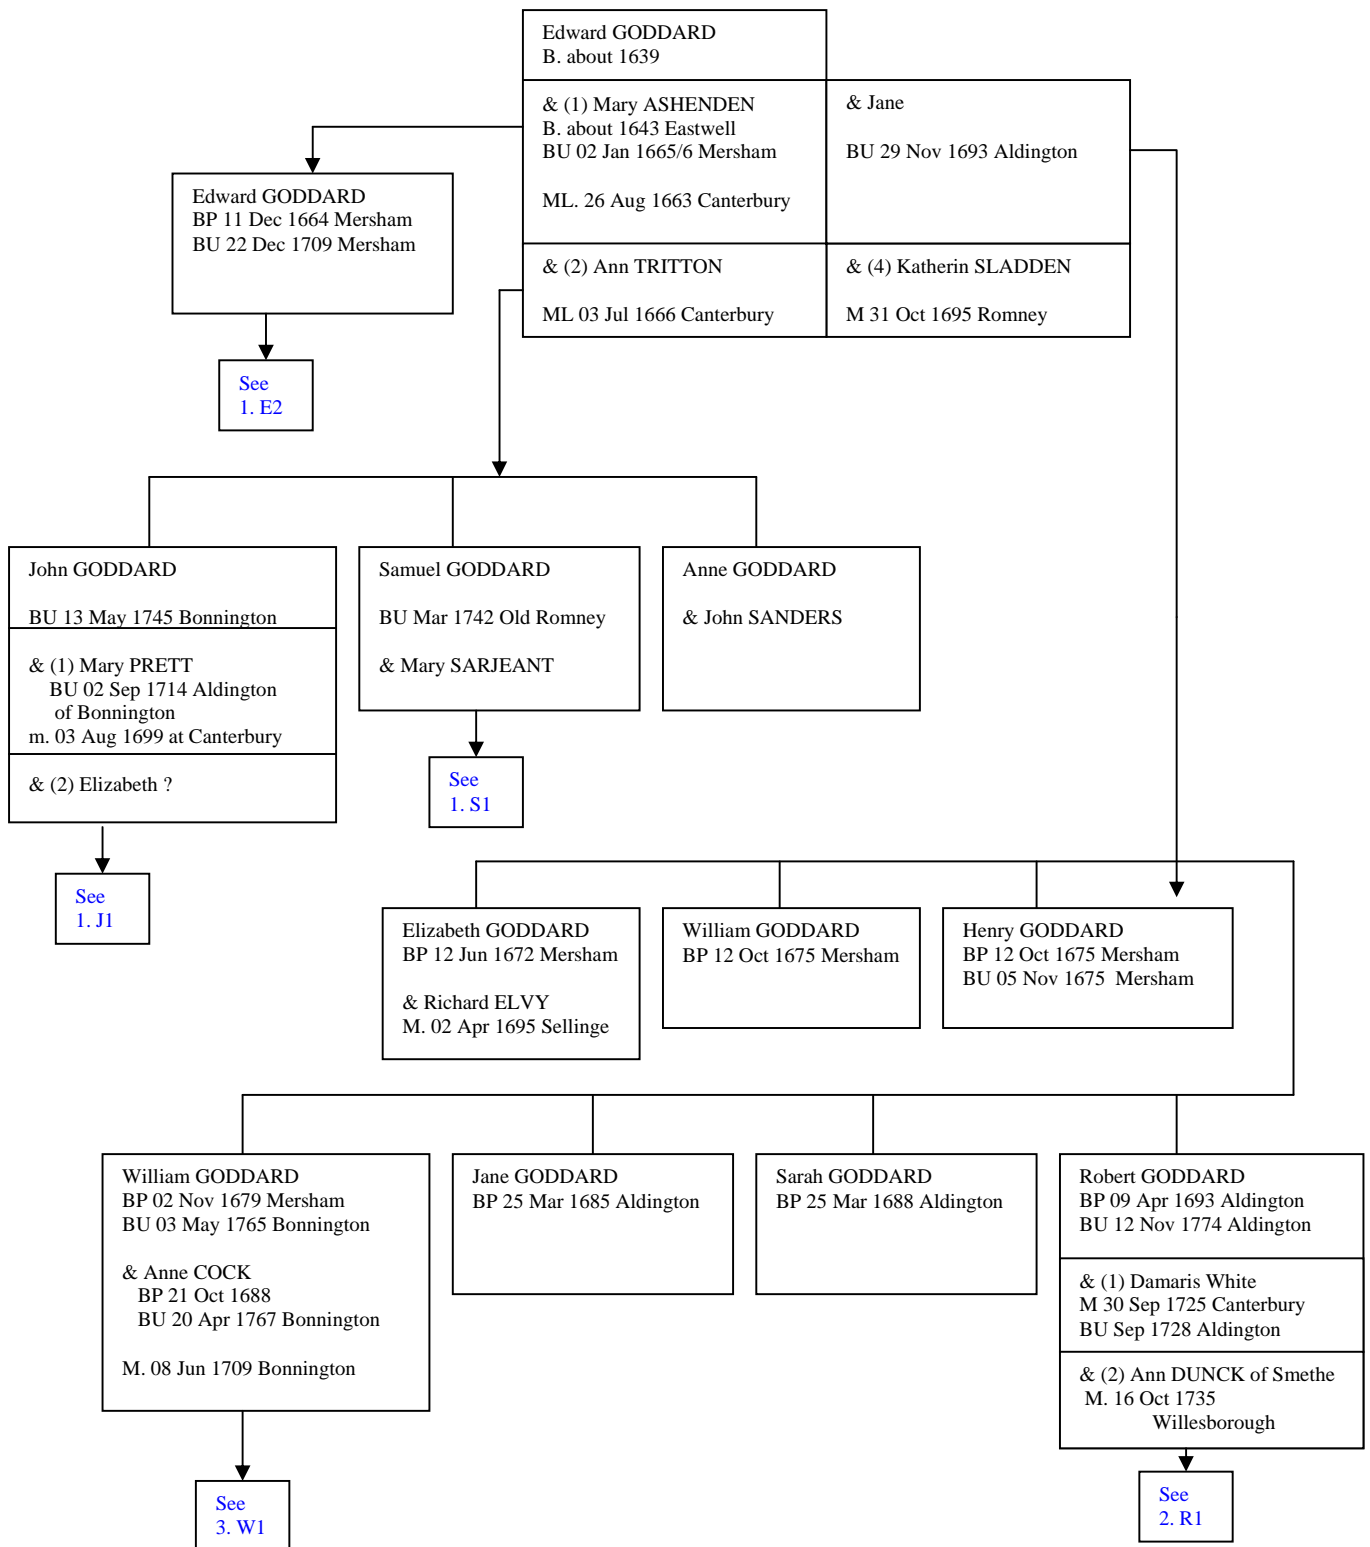 Edward GODDARD
B. about 1639
& (1) Mary ASHENDEN
B. about 1643 Eastwell
BU 02 Jan 1665/6 Mersham
ML. 26 Aug 1663 Canterbury
& Jane
BU 29 Nov 1693 Aldington
& (2) Ann TRITTON
ML 03 Jul 1666 Canterbury
& (4) Katherin SLADDEN
M 31 Oct 1695 Romney
Edward GODDARD
BP 11 Dec 1664 Mersham
BU 22 Dec 1709 Mersham
See
1. E2
John GODDARD
BU 13 May 1745 Bonnington
& (1) Mary PRETT
BU 02 Sep 1714 Aldington
of Bonnington
m. 03 Aug 1699 at Canterbury
& (2) Elizabeth ?
See
1. J1
Samuel GODDARD
BU Mar 1742 Old Romney
& Mary SARJEANT
See
1. S1
Anne GODDARD
& John SANDERS
Elizabeth GODDARD
BP 12 Jun 1672 Mersham
& Richard ELVY
M. 02 Apr 1695 Sellinge
William GODDARD
BP 12 Oct 1675 Mersham
Henry GODDARD
BP 12 Oct 1675 Mersham
BU 05 Nov 1675  Mersham
William GODDARD
BP 02 Nov 1679 Mersham
BU 03 May 1765 Bonnington
& Anne COCK
BP 21 Oct 1688
BU 20 Apr 1767 Bonnington
M. 08 Jun 1709 Bonnington
See
3. W1
Jane GODDARD
BP 25 Mar 1685 Aldington
Sarah GODDARD
BP 25 Mar 1688 Aldington
Robert GODDARD
BP 09 Apr 1693 Aldington
BU 12 Nov 1774 Aldington
& (1) Damaris White
M 30 Sep 1725 Canterbury
BU Sep 1728 Aldington
& (2) Ann DUNCK of Smethe
M. 16 Oct 1735
Willesborough
See
2. R1